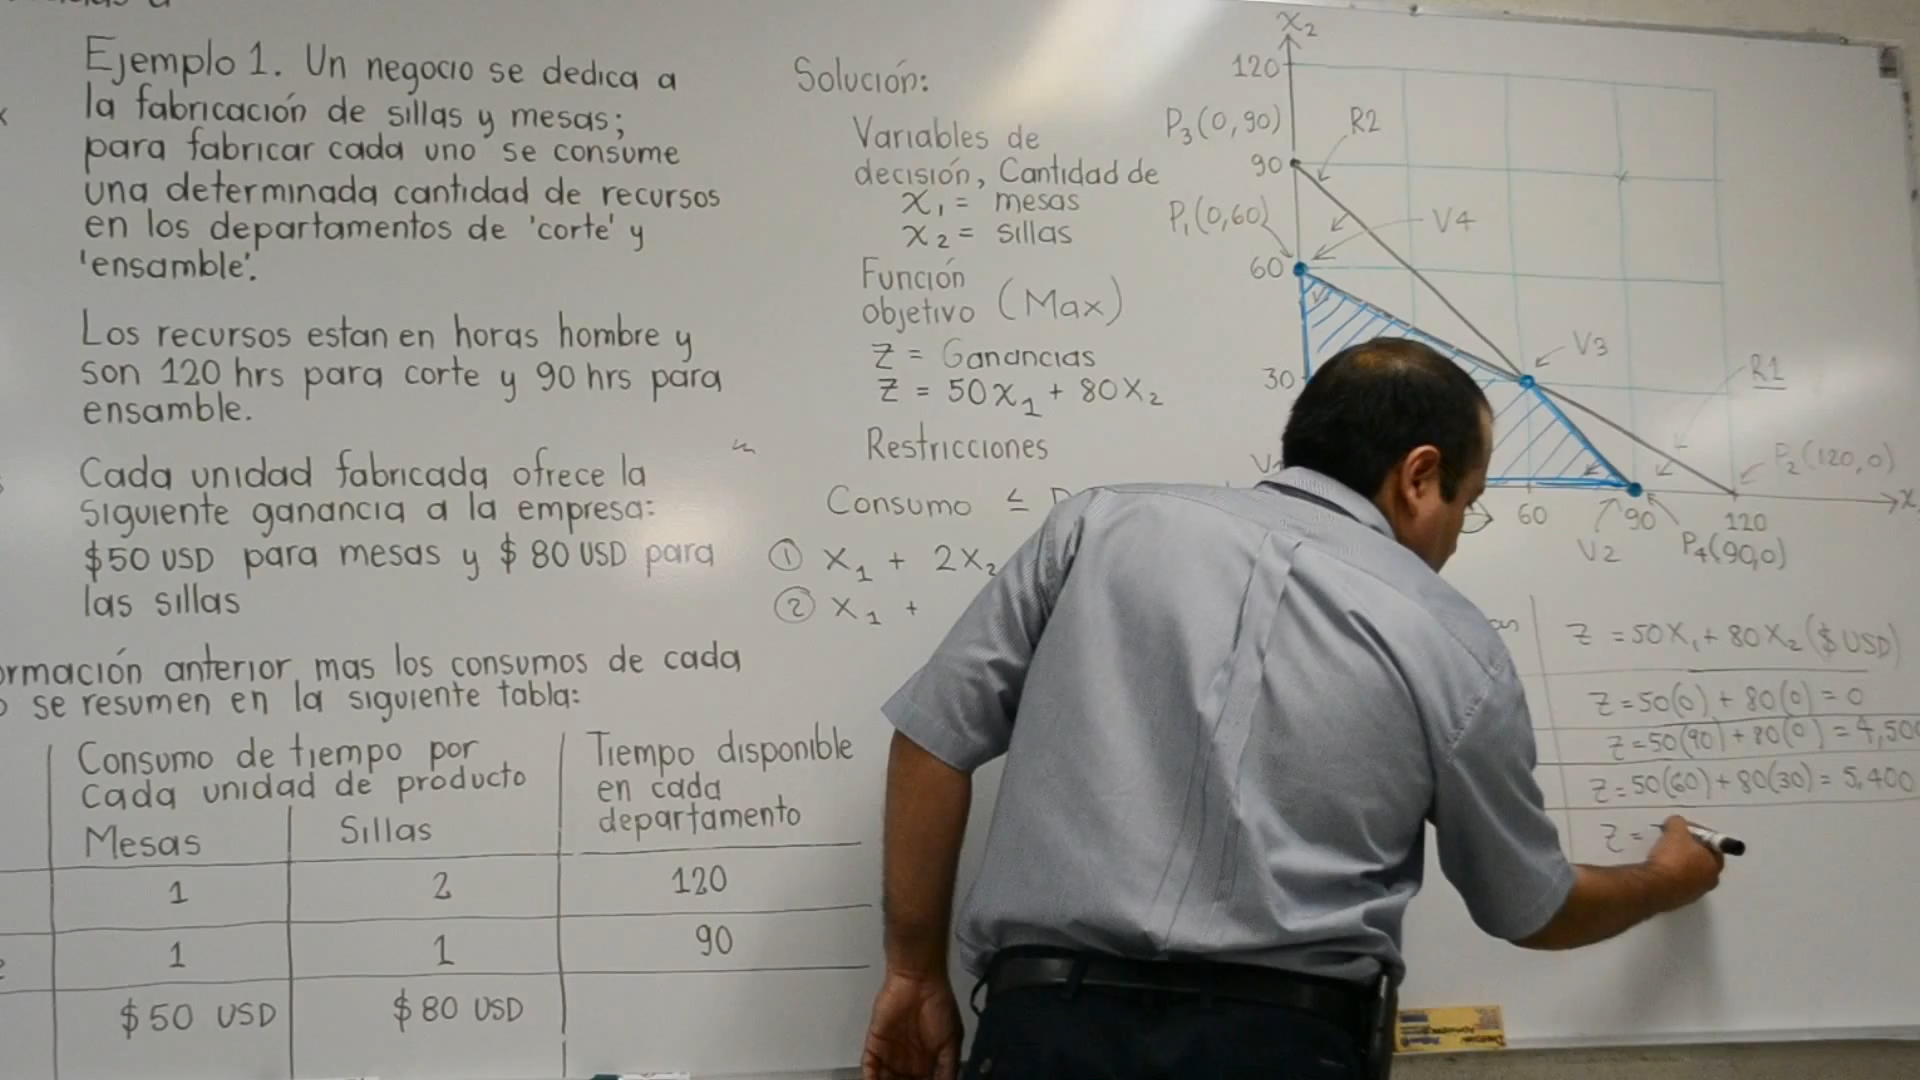 Ejemplo 1. Un negocio se dedica a
la fabricación de sillas y mesas;
para fabricar cada uno se consume
una determinada cantidad de recursos
en los departamentos de 'corte' y
'ensamble'.
Los recursos estan en horas hombre y
son 120 hrs para corte y 90 hrs para
ensamble.
Cada unidad fabricada ofrece la
siguiente ganancia a la empresa:
$50 USD para mesas y $80 USD para
las sillas
anterior mas los consumos de cada
se resumen en la siguiente tabla:
Consumo de tiempo por
cada unidad de producto
Mesas Sillas
Tiempo disponible
en cada
departamento
1 2 120
1 1 90
$50 USD $80 USD
Solución:
Variables de
decisión, Cantidad de
x₁ = mesas
x₂ = sillas
Función
objetivo (Max)
Z = Ganancias
Z = 50x₁ + 80x₂
Restricciones
Consumo ≤
① x₁ + 2x₂
② x₁ +
x₂
120
P₃(0,90) R2
90
P₁(0,60) V4
60
V3
30
R1
P₂(120,0)
60 90 120
V2 P₄(90,0)
Z = 50x₁ + 80x₂ ($USD)
Z = 50(0) + 80(0) = 0
Z = 50(90) + 80(0) = 4,500
Z = 50(60) + 80(30) = 5,400
Z =